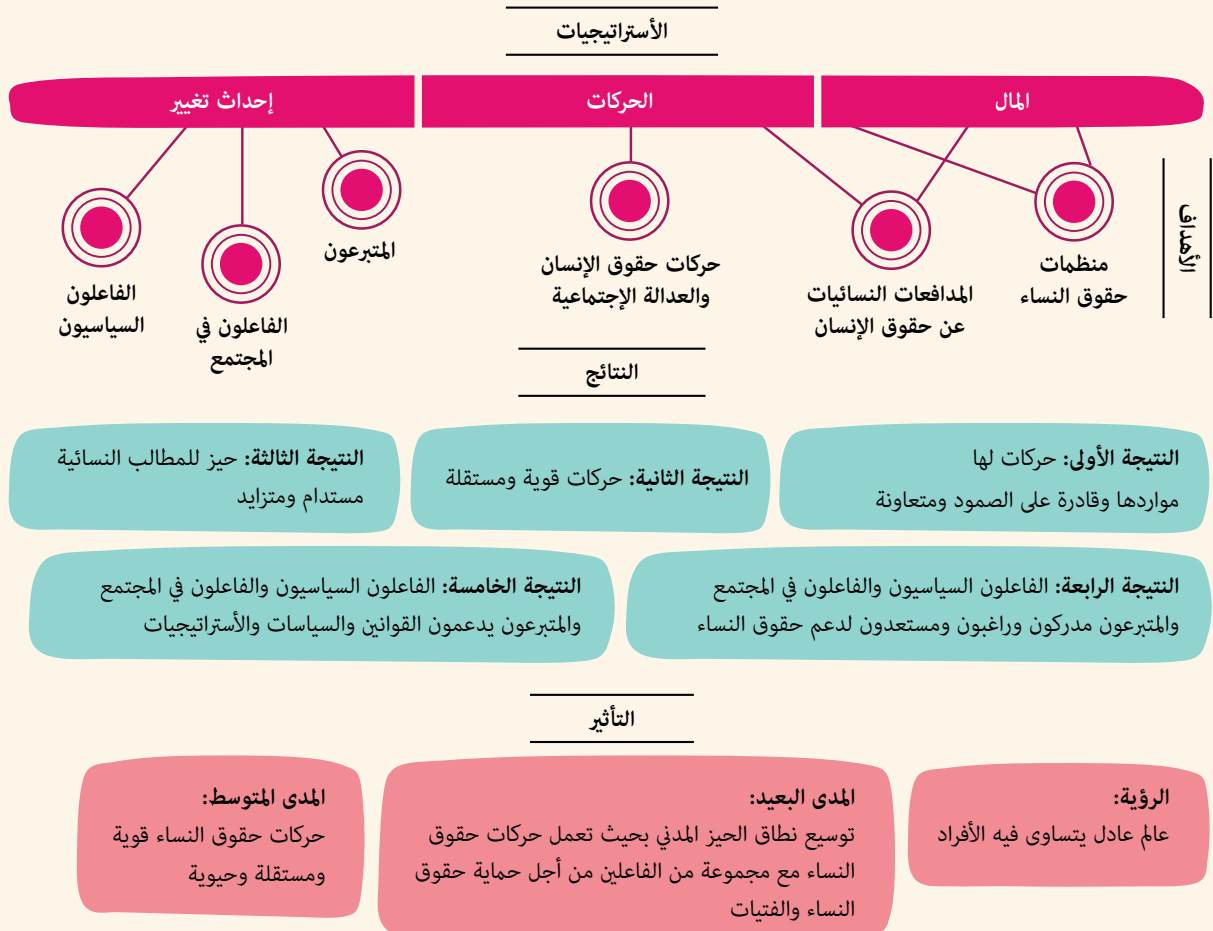 الأستراتيجيات
المال
الحركات
إحداث تغيير
الأهداف
منظمات
حقوق النساء
المدافعات النسائيات
عن حقوق الإنسان
حركات حقوق الإنسان
والعدالة الإجتماعية
المتبرعون
الفاعلون في
المجتمع
الفاعلون
السياسيون
النتائج
النتيجة الأولى: حركات لها
مواردها وقادرة على الصمود ومتعاونة
النتيجة الثانية: حركات قوية ومستقلة
النتيجة الثالثة: حيز للمطالب النسائية
مستدام ومتزايد
النتيجة الرابعة: الفاعلون السياسيون والفاعلون في المجتمع
والمتبرعون مدركون وراغبون ومستعدون لدعم حقوق النساء
النتيجة الخامسة: الفاعلون السياسيون والفاعلون في المجتمع
والمتبرعون يدعمون القوانين والسياسات والأستراتيجيات
التأثير
الرؤية:
عالم عادل يتساوى فيه الأفراد
المدى البعيد:
توسيع نطاق الحيز المدني بحيث تعمل حركات حقوق
النساء مع مجموعة من الفاعلين من أجل حماية حقوق
النساء والفتيات
المدى المتوسط:
حركات حقوق النساء قوية
ومستقلة وحيوية